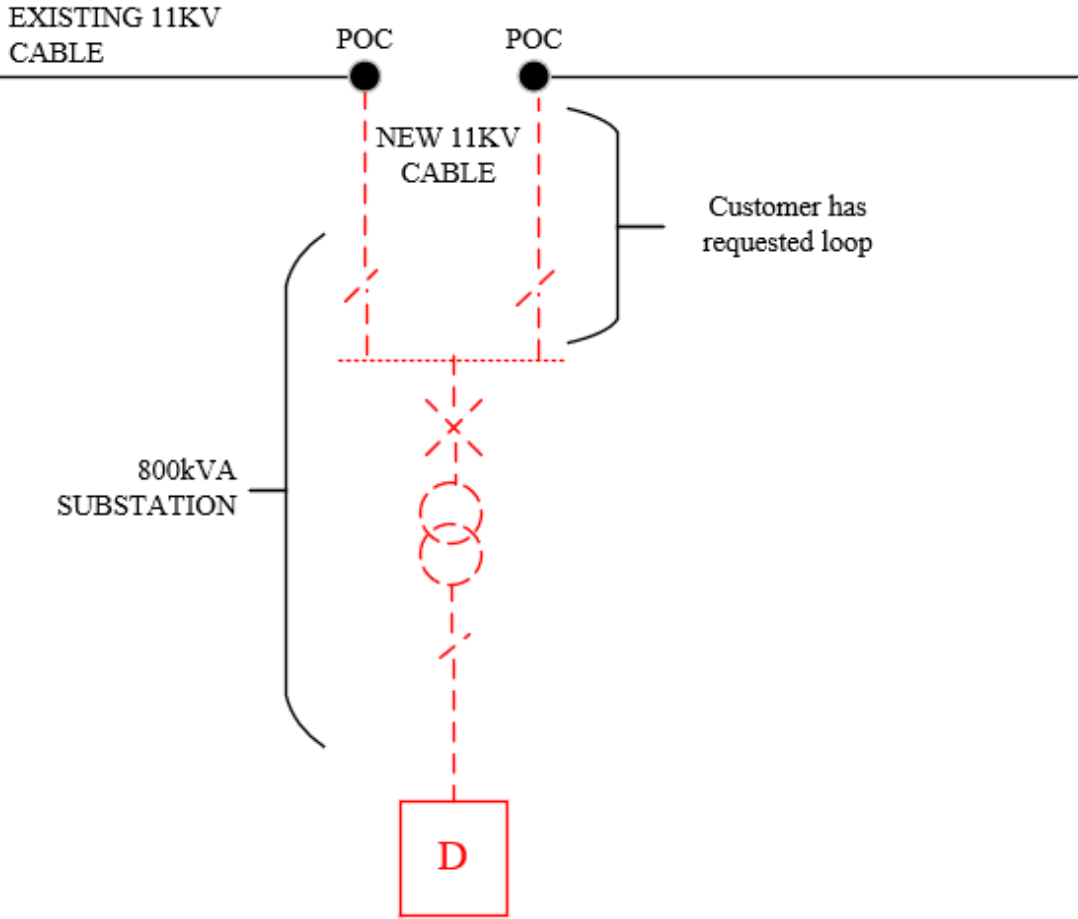 EXISTING 11KV
CABLE
POC
POC
NEW 11KV
CABLE
Customer has
requested loop
800kVA
SUBSTATION
D